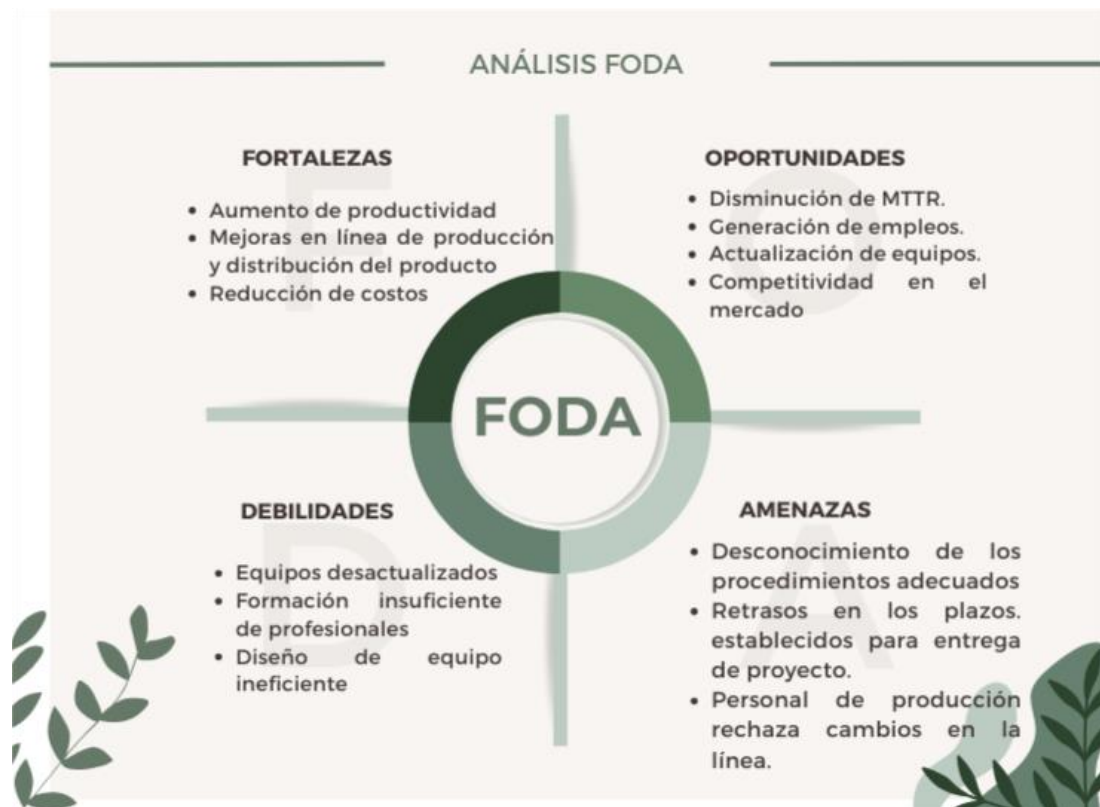 ANÁLISIS FODA
FORTALEZAS
• Aumento de productividad
• Mejoras en línea de producción
y distribución del producto
• Reducción de costos
OPORTUNIDADES
• Disminución de MTTR.
• Generación de empleos.
• Actualización de equipos.
• Competitividad en el
mercado
FODA
DEBILIDADES
• Equipos desactualizados
• Formación insuficiente
de profesionales
• Diseño de equipo
ineficiente
AMENAZAS
• Desconocimiento de los
procedimientos adecuados
• Retrasos en los plazos.
establecidos para entrega
de proyecto.
• Personal de producción
rechaza cambios en la
línea.
F
O
D
A